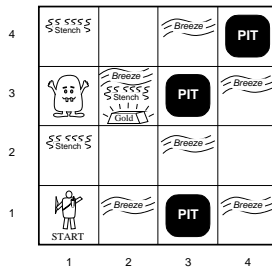 4 Stench Breeze PIT
Breeze
3 Stench PIT Breeze
Gold
2 Stench Breeze
1 Breeze PIT Breeze
START
1 2 3 4